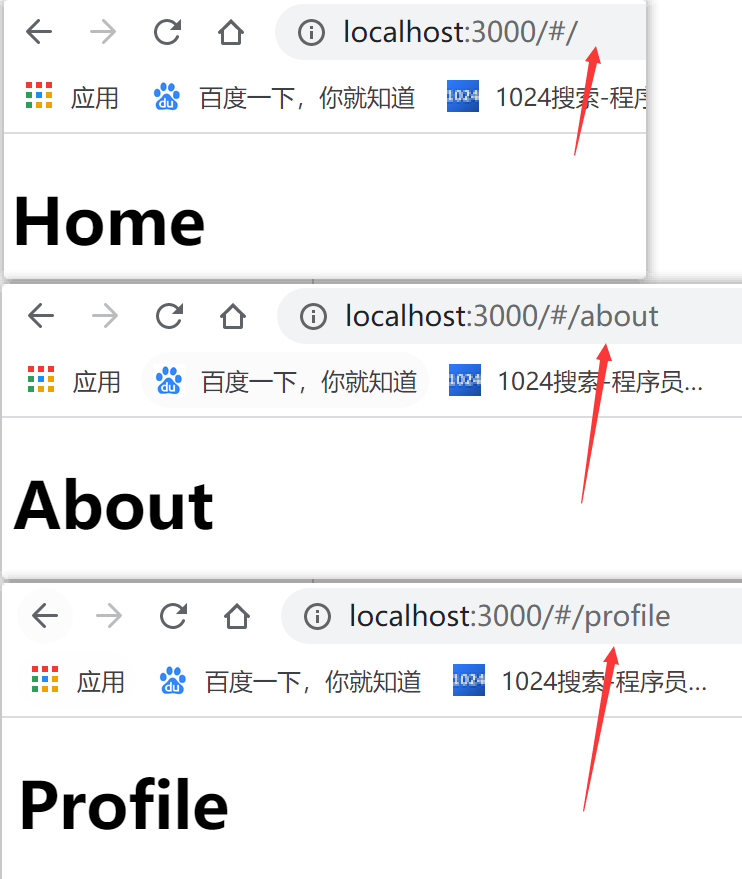 localhost:3000/#/
应用 百度一下，你就知道 1024 1024搜索-程序
Home
localhost:3000/#/about
应用 du 百度一下，你就知道 1024 1024搜索-程序员...
About
localhost:3000/#/profile
应用 du 百度一下，你就知道 1024 1024搜索-程序员...
Profile